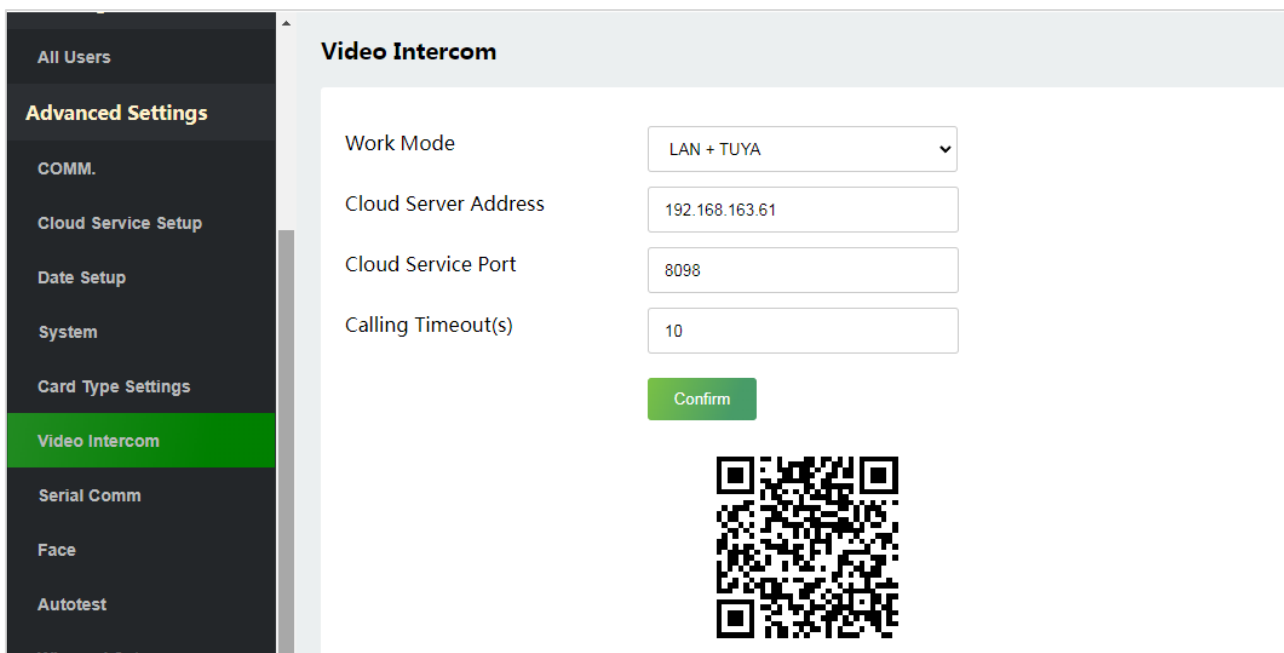 All Users
Advanced Settings
COMM.
Cloud Service Setup
Date Setup
System
Card Type Settings
Video Intercom
Serial Comm
Face
Autotest
Video Intercom
Work Mode
LAN + TUYA
Cloud Server Address
192.168.163.61
Cloud Service Port
8098
Calling Timeout(s)
10
Confirm